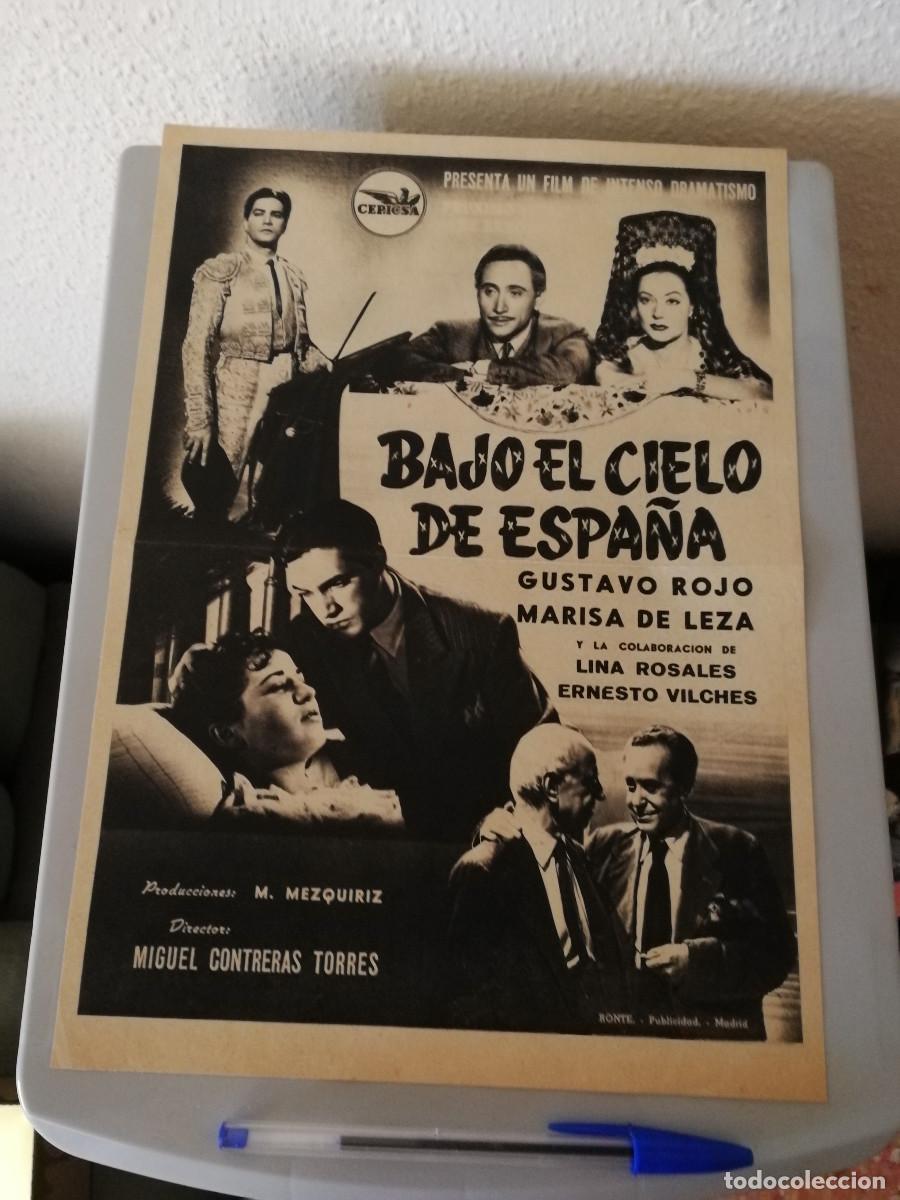 CEPICSA
PRESENTA UN FILM DE INTENSO DRAMATISMO
BAJO EL CIELO
DE ESPAÑA
GUSTAVO ROJO
MARISA DE LEZA
Y LA COLABORACION DE
LINA ROSALES
ERNESTO VILCHES
Producciones: M. MEZQUIRIZ
Director:
MIGUEL CONTRERAS TORRES
RONTE. - Publicidad. - Madrid
todocoleccion